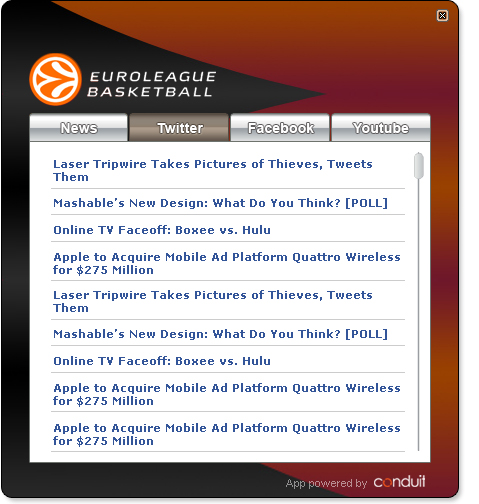 EUROLEAGUE
BASKETBALL
News Twitter Facebook Youtube
Laser Tripwire Takes Pictures of Thieves, Tweets
Them
Mashable's New Design: What Do You Think? [POLL]
Online TV Faceoff: Boxee vs. Hulu
Apple to Acquire Mobile Ad Platform Quattro Wireless
for $275 Million
Laser Tripwire Takes Pictures of Thieves, Tweets
Them
Mashable's New Design: What Do You Think? [POLL]
Online TV Faceoff: Boxee vs. Hulu
Apple to Acquire Mobile Ad Platform Quattro Wireless
for $275 Million
Apple to Acquire Mobile Ad Platform Quattro Wireless
for $275 Million
App powered by conduit